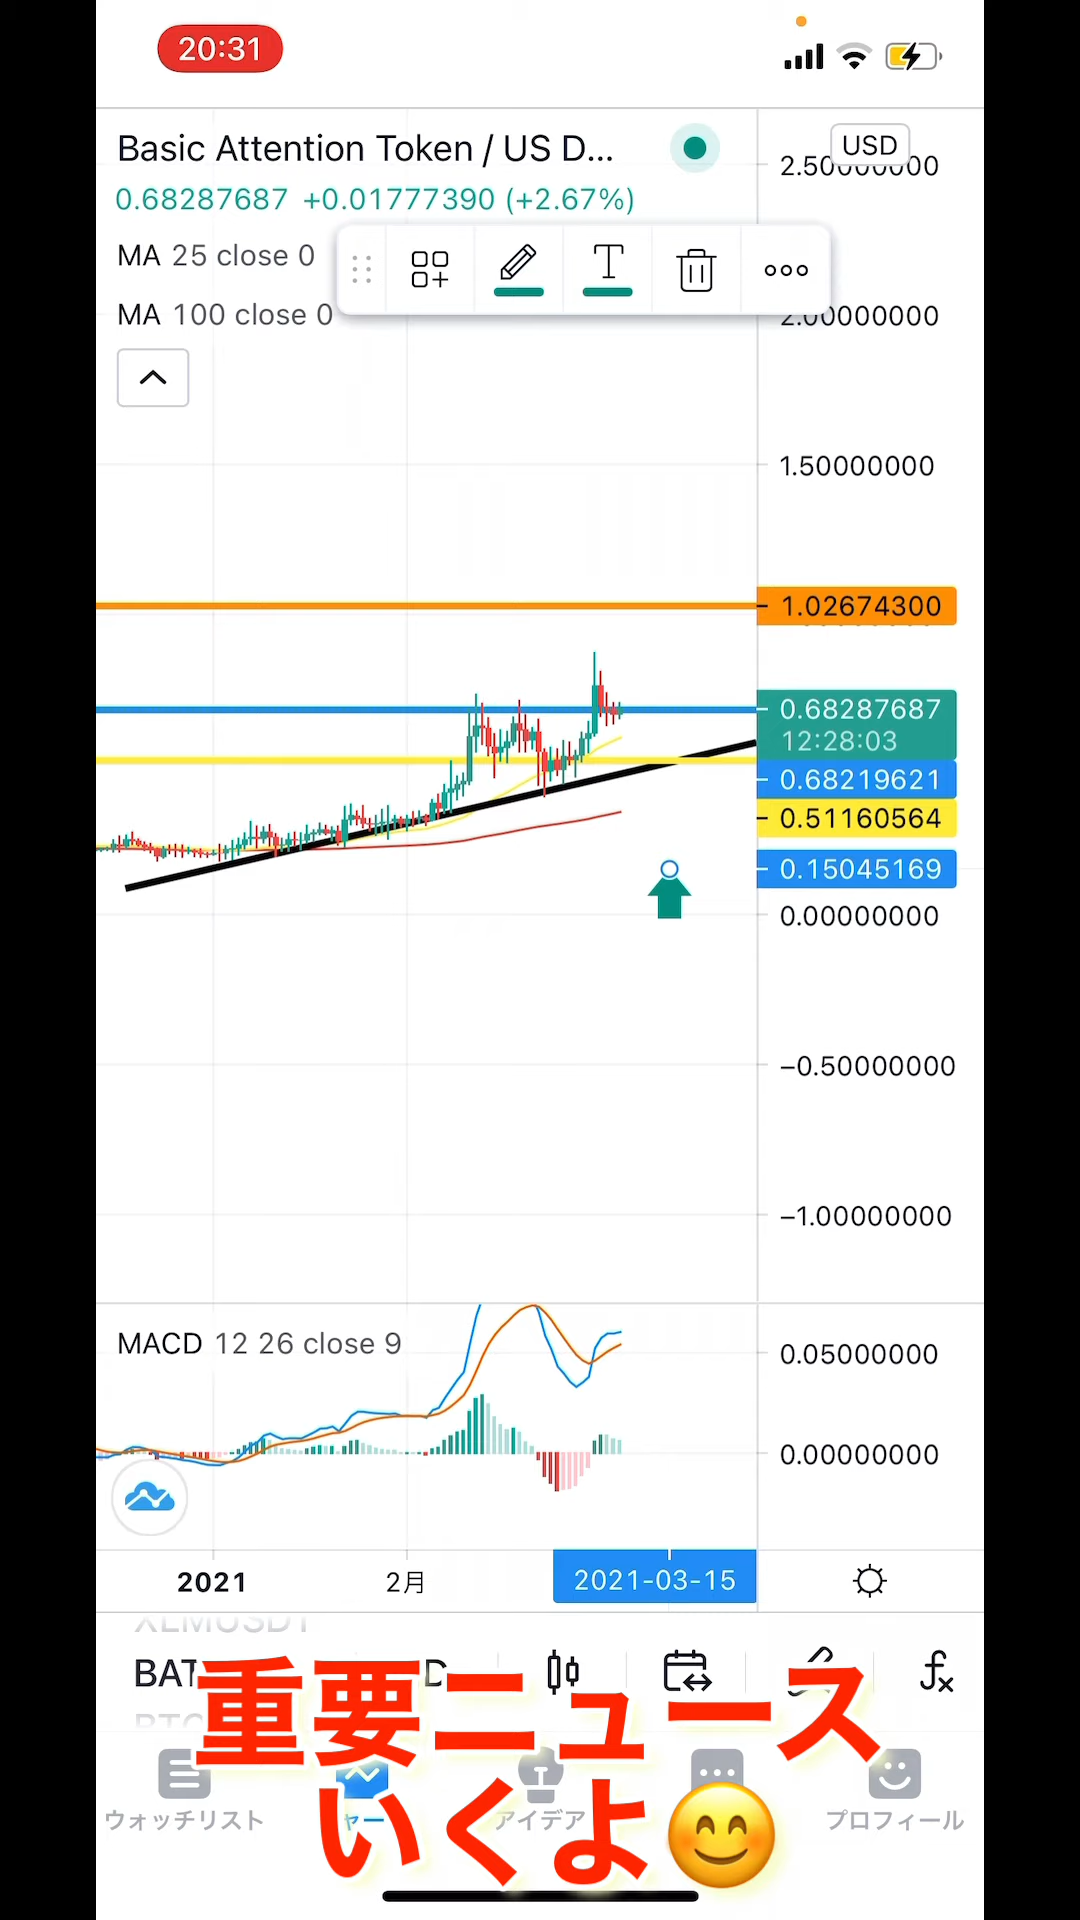 20:31
Basic Attention Token / US D...
USD
2.50000000
0.68287687 +0.01777390 (+2.67%)
MA 25 close 0
T
MA 100 close 0
2.00000000
1.50000000
1.02674300
0.68287687
12:28:03
0.68219621
0.51160564
0.15045169
0.00000000
−0.50000000
−1.00000000
MACD 12 26 close 9
0.05000000
0.00000000
2021
2月
2021-03-15
XLMUSDT
BAT
D
fx
重要ニュース
いくよ😊
ウォッチリスト
アイデア
プロフィール